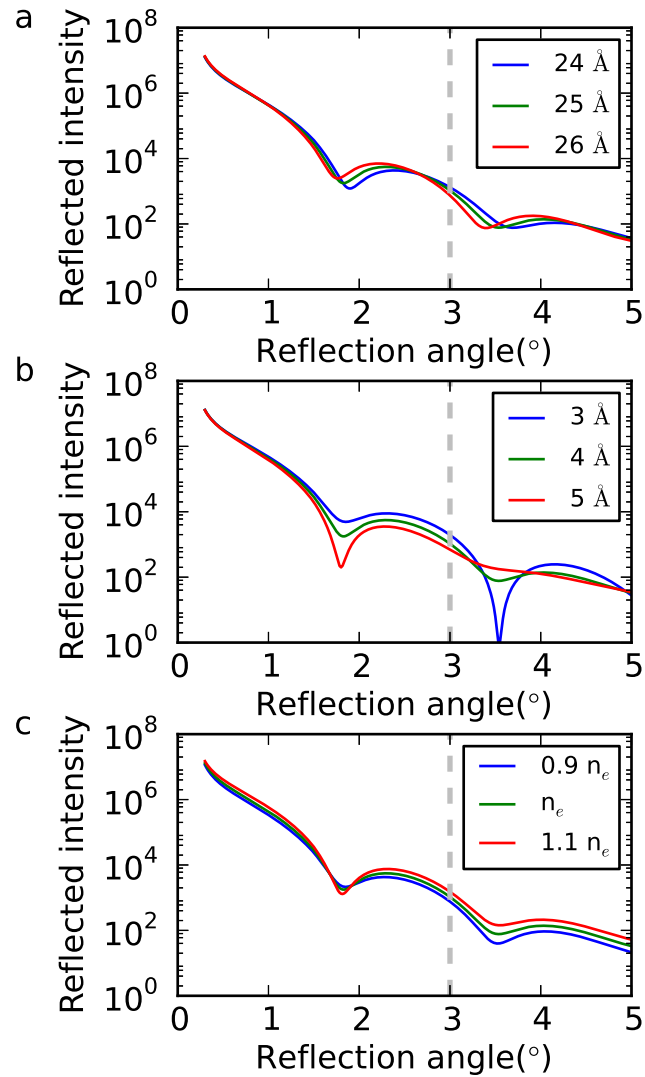 a
10^8
10^6
10^4
10^2
10^0
Reflected intensity
24 Å
25 Å
26 Å
0 1 2 3 4 5
Reflection angle(°)
b
10^8
10^6
10^4
10^2
10^0
Reflected intensity
3 Å
4 Å
5 Å
0 1 2 3 4 5
Reflection angle(°)
c
10^8
10^6
10^4
10^2
10^0
Reflected intensity
0.9 n_e
n_e
1.1 n_e
0 1 2 3 4 5
Reflection angle(°)